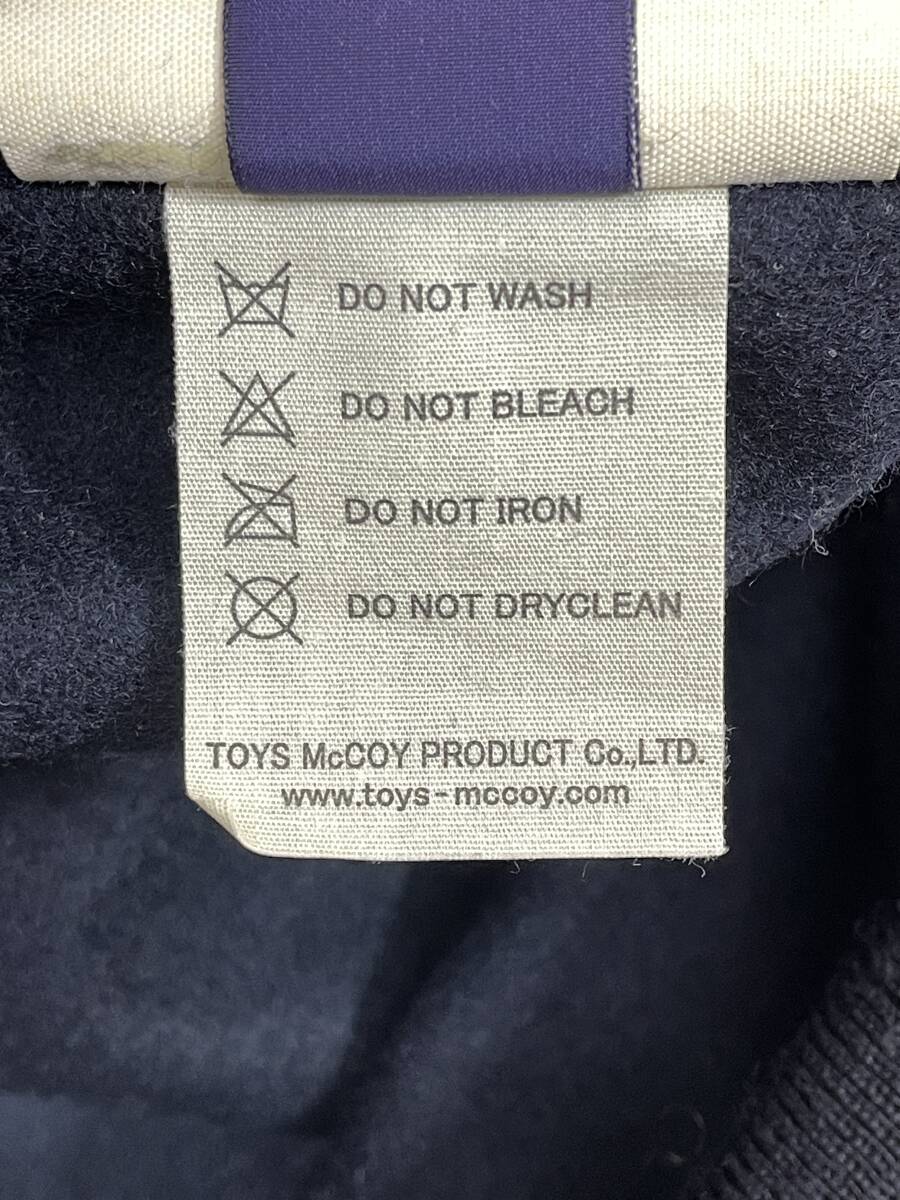 DO NOT WASH
DO NOT BLEACH
DO NOT IRON
DO NOT DRYCLEAN
TOYS McCOY PRODUCT Co.,LTD.
www.toys-mccoy.com